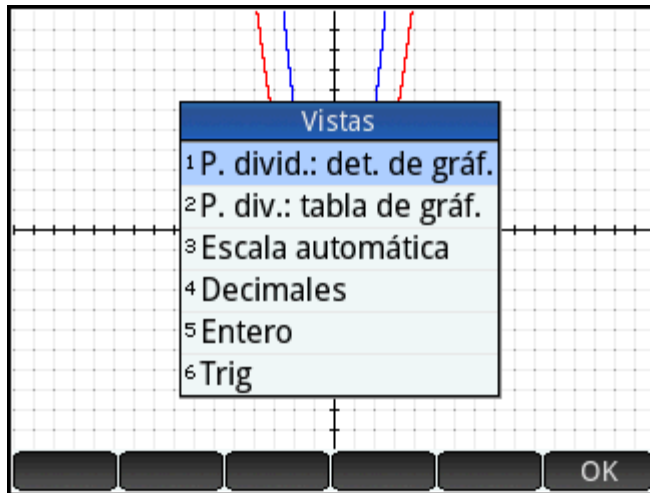 Vistas
1 P. divid.: det. de gráf.
2 P. div.: tabla de gráf.
3 Escala automática
4 Decimales
5 Entero
6 Trig
OK